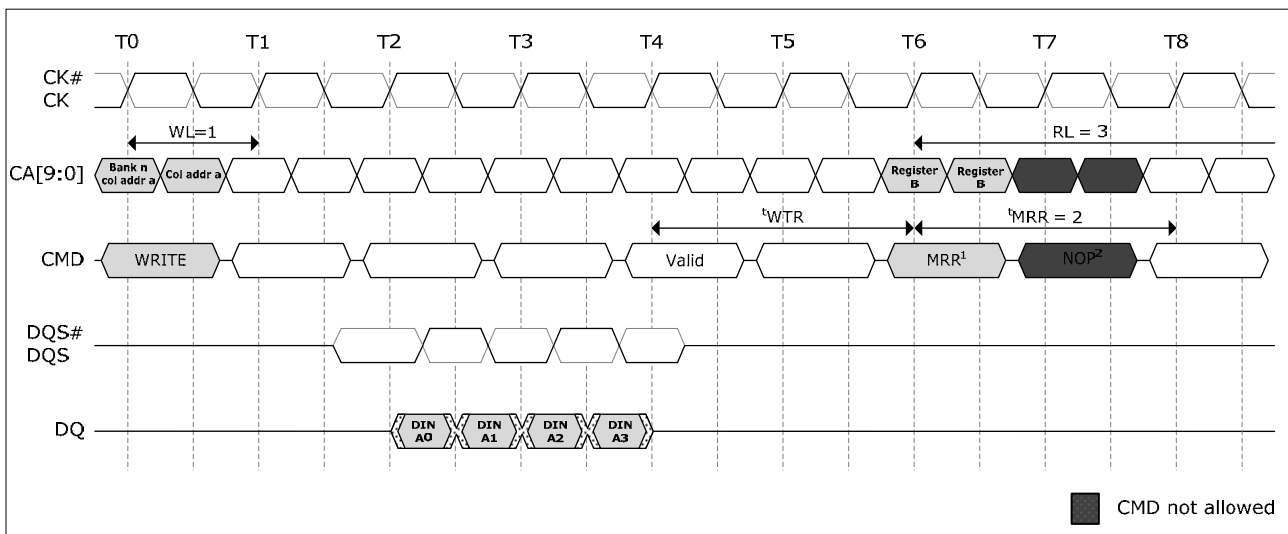 T0 T1 T2 T3 T4 T5 T6 T7 T8
CK#
CK
WL=1 RL = 3
CA[9:0] Bank n col addr a Col addr a Register B Register B
tWTR tMRR = 2
CMD WRITE Valid MRR1 NOP2
DQS#
DQS
DQ DIN A0 DIN A1 DIN A2 DIN A3
CMD not allowed